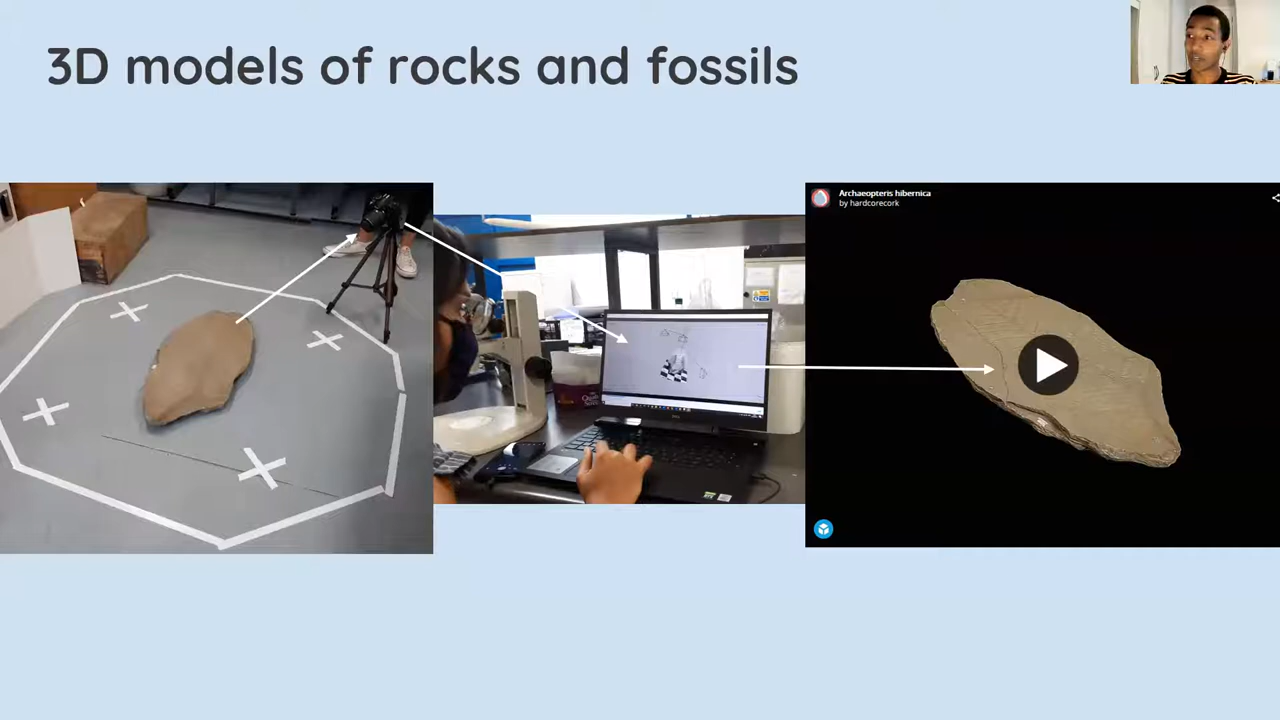 3D models of rocks and fossils
Archaeopteris hibernica
by hardcorecork